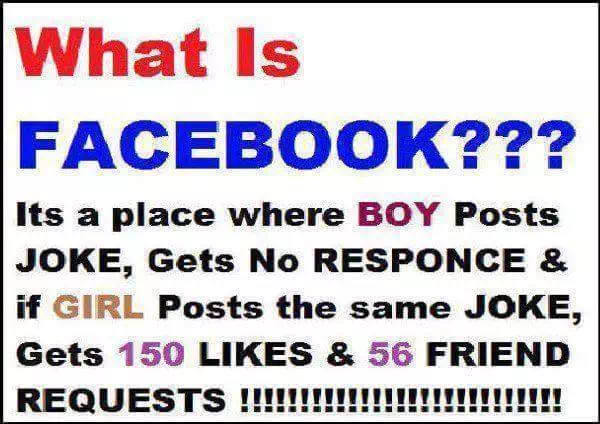 What Is
FACEBOOK???
Its a place where BOY Posts
JOKE, Gets No RESPONCE &
if GIRL Posts the same JOKE,
Gets 150 LIKES & 56 FRIEND
REQUESTS !!!!!!!!!!!!!!!!!!!!!!!!!!!